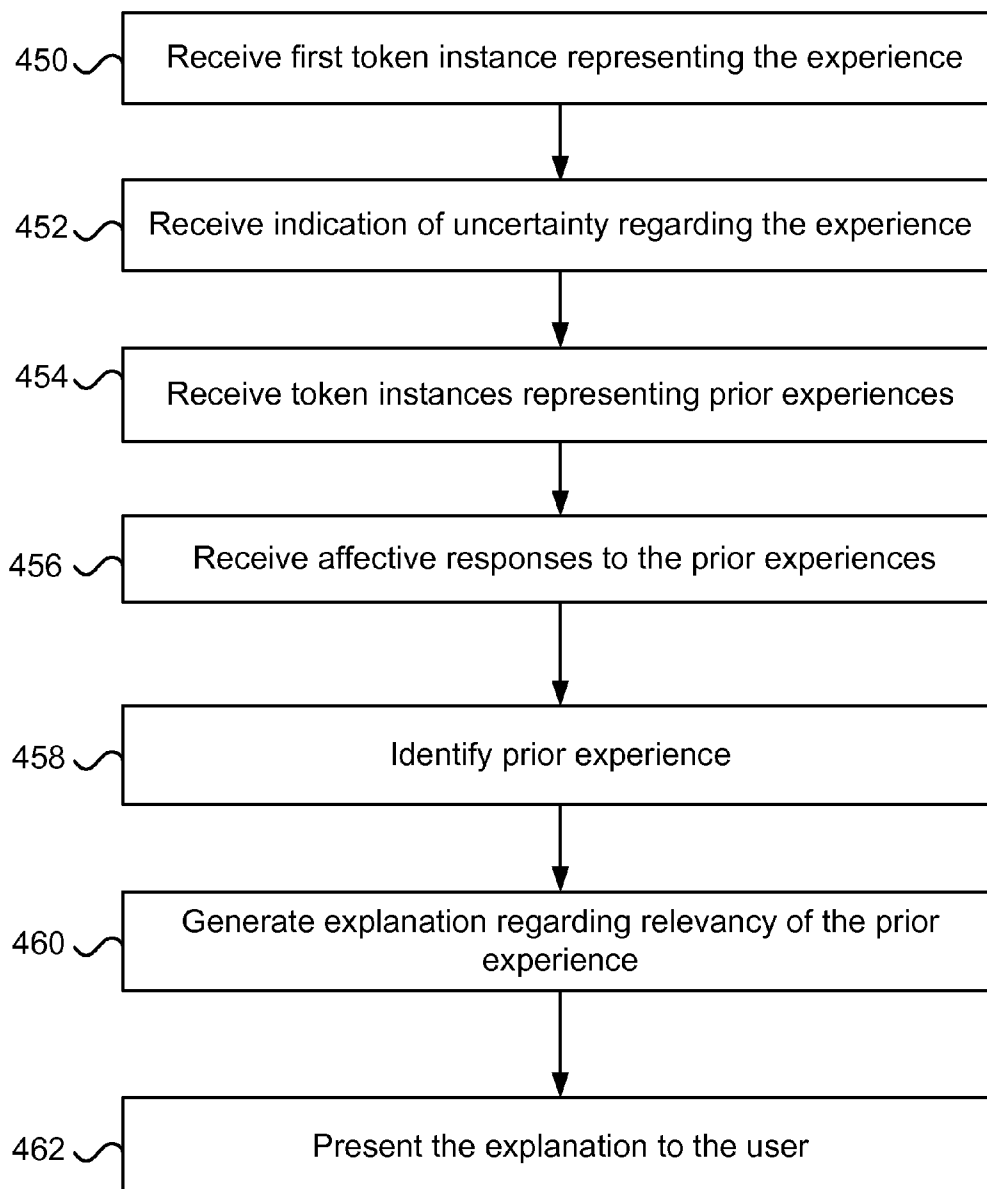 450 Receive first token instance representing the experience
452 Receive indication of uncertainty regarding the experience
454 Receive token instances representing prior experiences
456 Receive affective responses to the prior experiences
458 Identify prior experience
460 Generate explanation regarding relevancy of the prior
experience
462 Present the explanation to the user